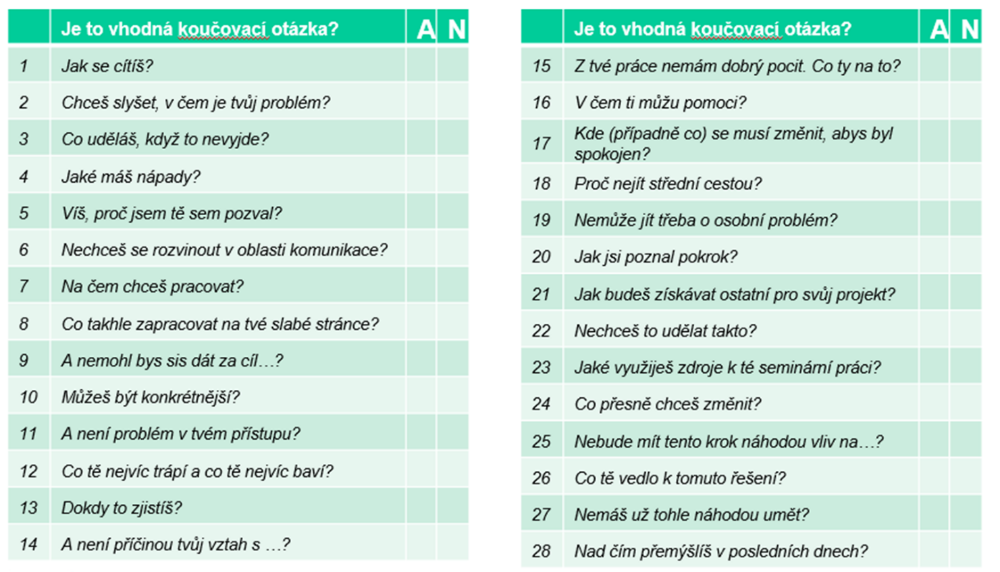 Je to vhodná koučovací otázka? A N
1 Jak se cítíš?
2 Chceš slyšet, v čem je tvůj problém?
3 Co uděláš, když to nevyjde?
4 Jaké máš nápady?
5 Víš, proč jsem tě sem pozval?
6 Nechceš se rozvinout v oblasti komunikace?
7 Na čem chceš pracovat?
8 Co takhle zapracovat na tvé slabé stránce?
9 A nemohl bys sis dát za cíl…?
10 Můžeš být konkrétnější?
11 A není problém v tvém přístupu?
12 Co tě nejvíc trápí a co tě nejvíc baví?
13 Dokdy to zjistíš?
14 A není příčinou tvůj vztah s …?
Je to vhodná koučovací otázka? A N
15 Z tvé práce nemám dobrý pocit. Co ty na to?
16 V čem ti můžu pomoci?
17 Kde (případně co) se musí změnit, abys byl
spokojen?
18 Proč nejít střední cestou?
19 Nemůže jít třeba o osobní problém?
20 Jak jsi poznal pokrok?
21 Jak budeš získávat ostatní pro svůj projekt?
22 Nechceš to udělat takto?
23 Jaké využiješ zdroje k té seminární práci?
24 Co přesně chceš změnit?
25 Nebude mít tento krok náhodou vliv na…?
26 Co tě vedlo k tomuto řešení?
27 Nemáš už tohle náhodou umět?
28 Nad čím přemýšlíš v posledních dnech?